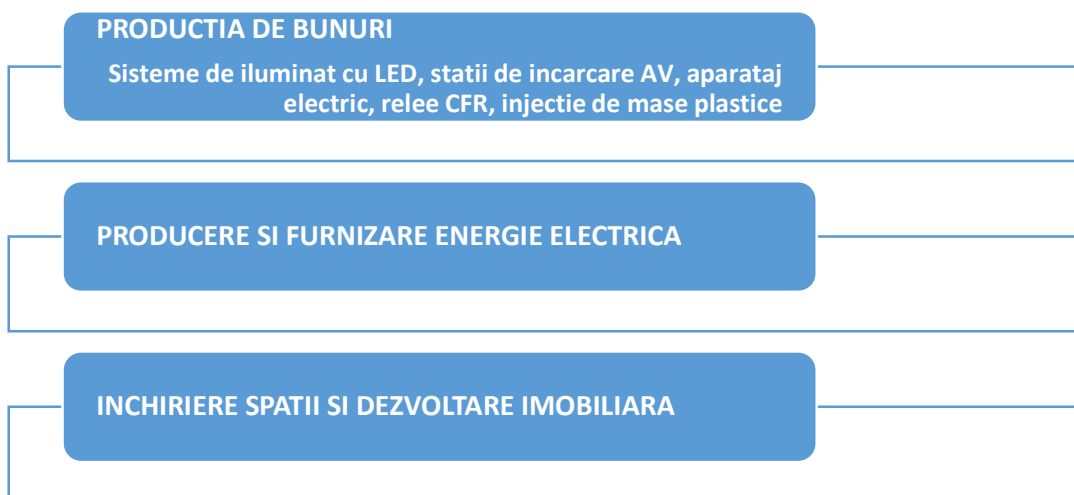 PRODUCTIA DE BUNURI
Sisteme de iluminat cu LED, statii de incarcare AV, aparataj
electric, relee CFR, injectie de mase plastice
PRODUCERE SI FURNIZARE ENERGIE ELECTRICA
INCHIRIERE SPATII SI DEZVOLTARE IMOBILIARA